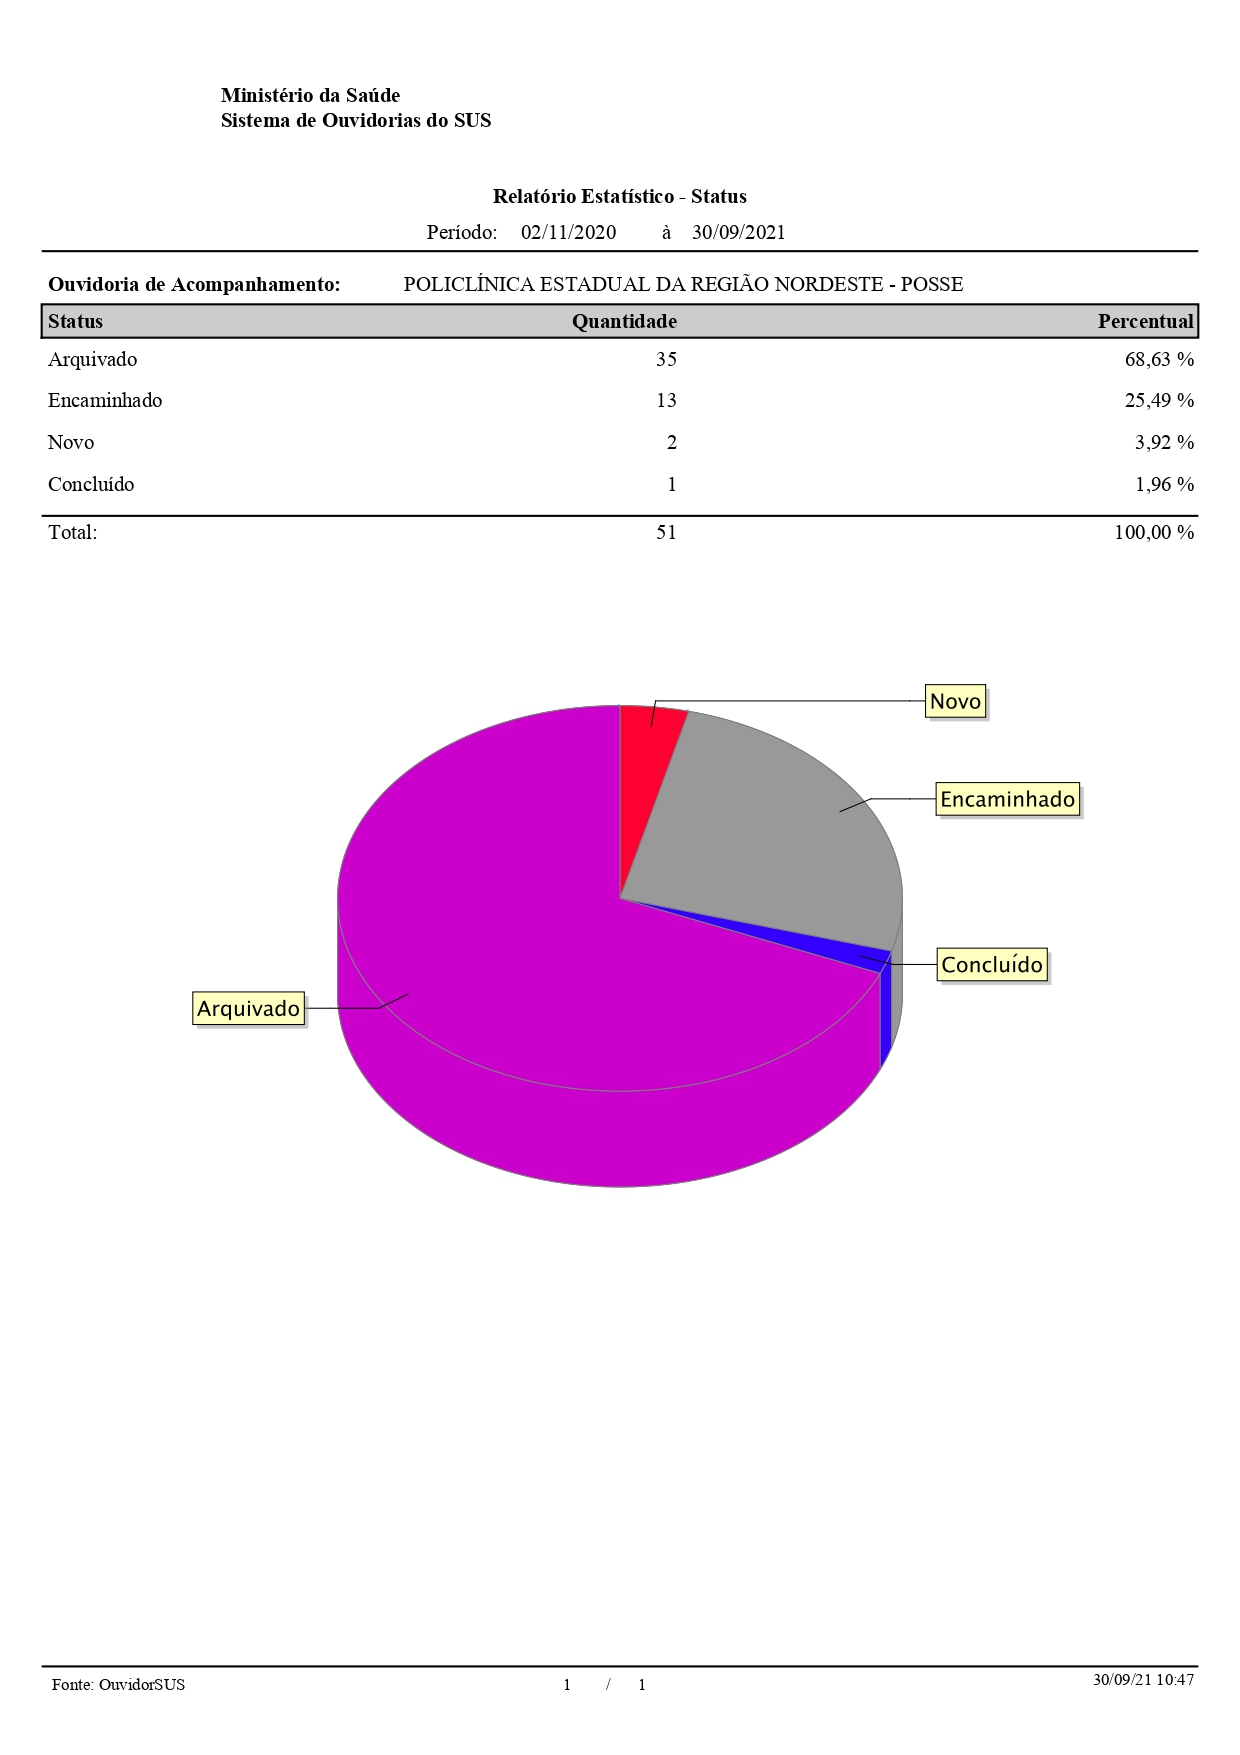 Ministério da Saúde
Sistema de Ouvidorias do SUS
Relatório Estatístico - Status
Período: 02/11/2020 à 30/09/2021
Ouvidoria de Acompanhamento: POLICLÍNICA ESTADUAL DA REGIÃO NORDESTE - POSSE
Status Quantidade Percentual
Arquivado 35 68,63 %
Encaminhado 13 25,49 %
Novo 2 3,92 %
Concluído 1 1,96 %
Total: 51 100,00 %
Novo
Encaminhado
Concluído
Arquivado
Fonte: OuvidorSUS 1 / 1 30/09/21 10:47